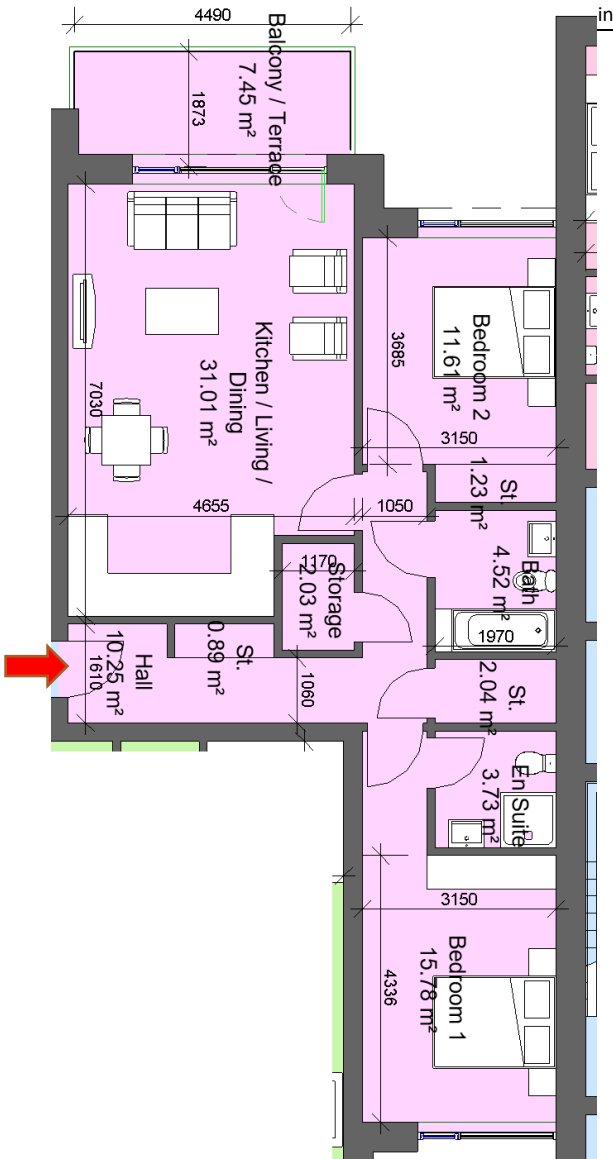 in
4490
Balcony / Terrace
7.45 m²
1873
Kitchen / Living /
Dining
31.01 m²
7030
4655
Bedroom 2
11.61 m²
3685
3150
1050
St.
1.23 m²
Bath
4.52 m²
1970
Storage
2.03 m²
1170
St.
0.89 m²
Hall
10.25 m²
1610
1060
St.
2.04 m²
En Suite
3.73 m²
3150
Bedroom 1
15.78 m²
4336